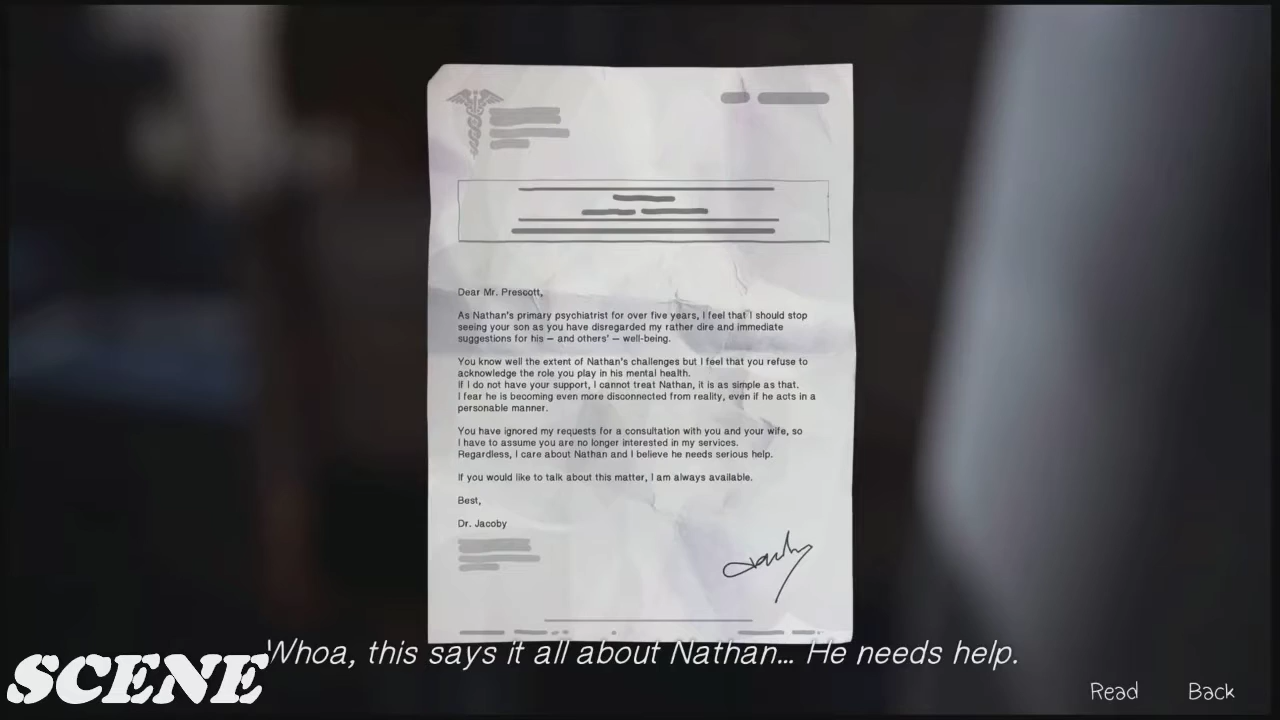 Dear Mr. Prescott,
As Nathan's primary psychiatrist for over five years, I feel that I should stop
seeing your son as you have disregarded my rather dire and immediate
suggestions for his — and others' — well-being.
You know well the extent of Nathan's challenges but I feel that you refuse to
acknowledge the role you play in his mental health.
If I do not have your support, I cannot treat Nathan, it is as simple as that.
I fear he is becoming even more disconnected from reality, even if he acts in a
personable manner.
You have ignored my requests for a consultation with you and your wife, so
I have to assume you are no longer interested in my services.
Regardless, I care about Nathan and I believe he needs serious help.
If you would like to talk about this matter, I am always available.
Best,
Dr. Jacoby
Whoa, this says it all about Nathan... He needs help.
SCENE
Read
Back